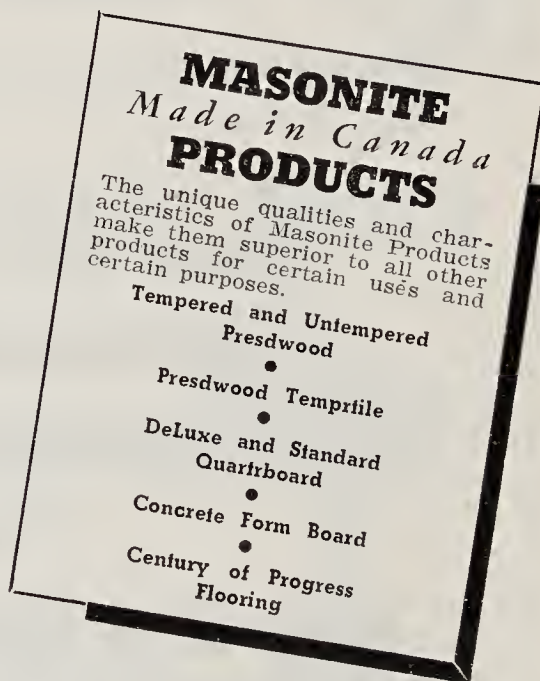 MASONITE
Made in Canada
PRODUCTS
The unique qualities and char-
acteristics of Masonite Products
make them superior to all other
products for certain uses and
certain purposes.
Tempered and Untempered
Presdwood
•
Presdwood Temprtile
•
DeLuxe and Standard
Quartrboard
•
Concrete Form Board
•
Century of Progress
Flooring